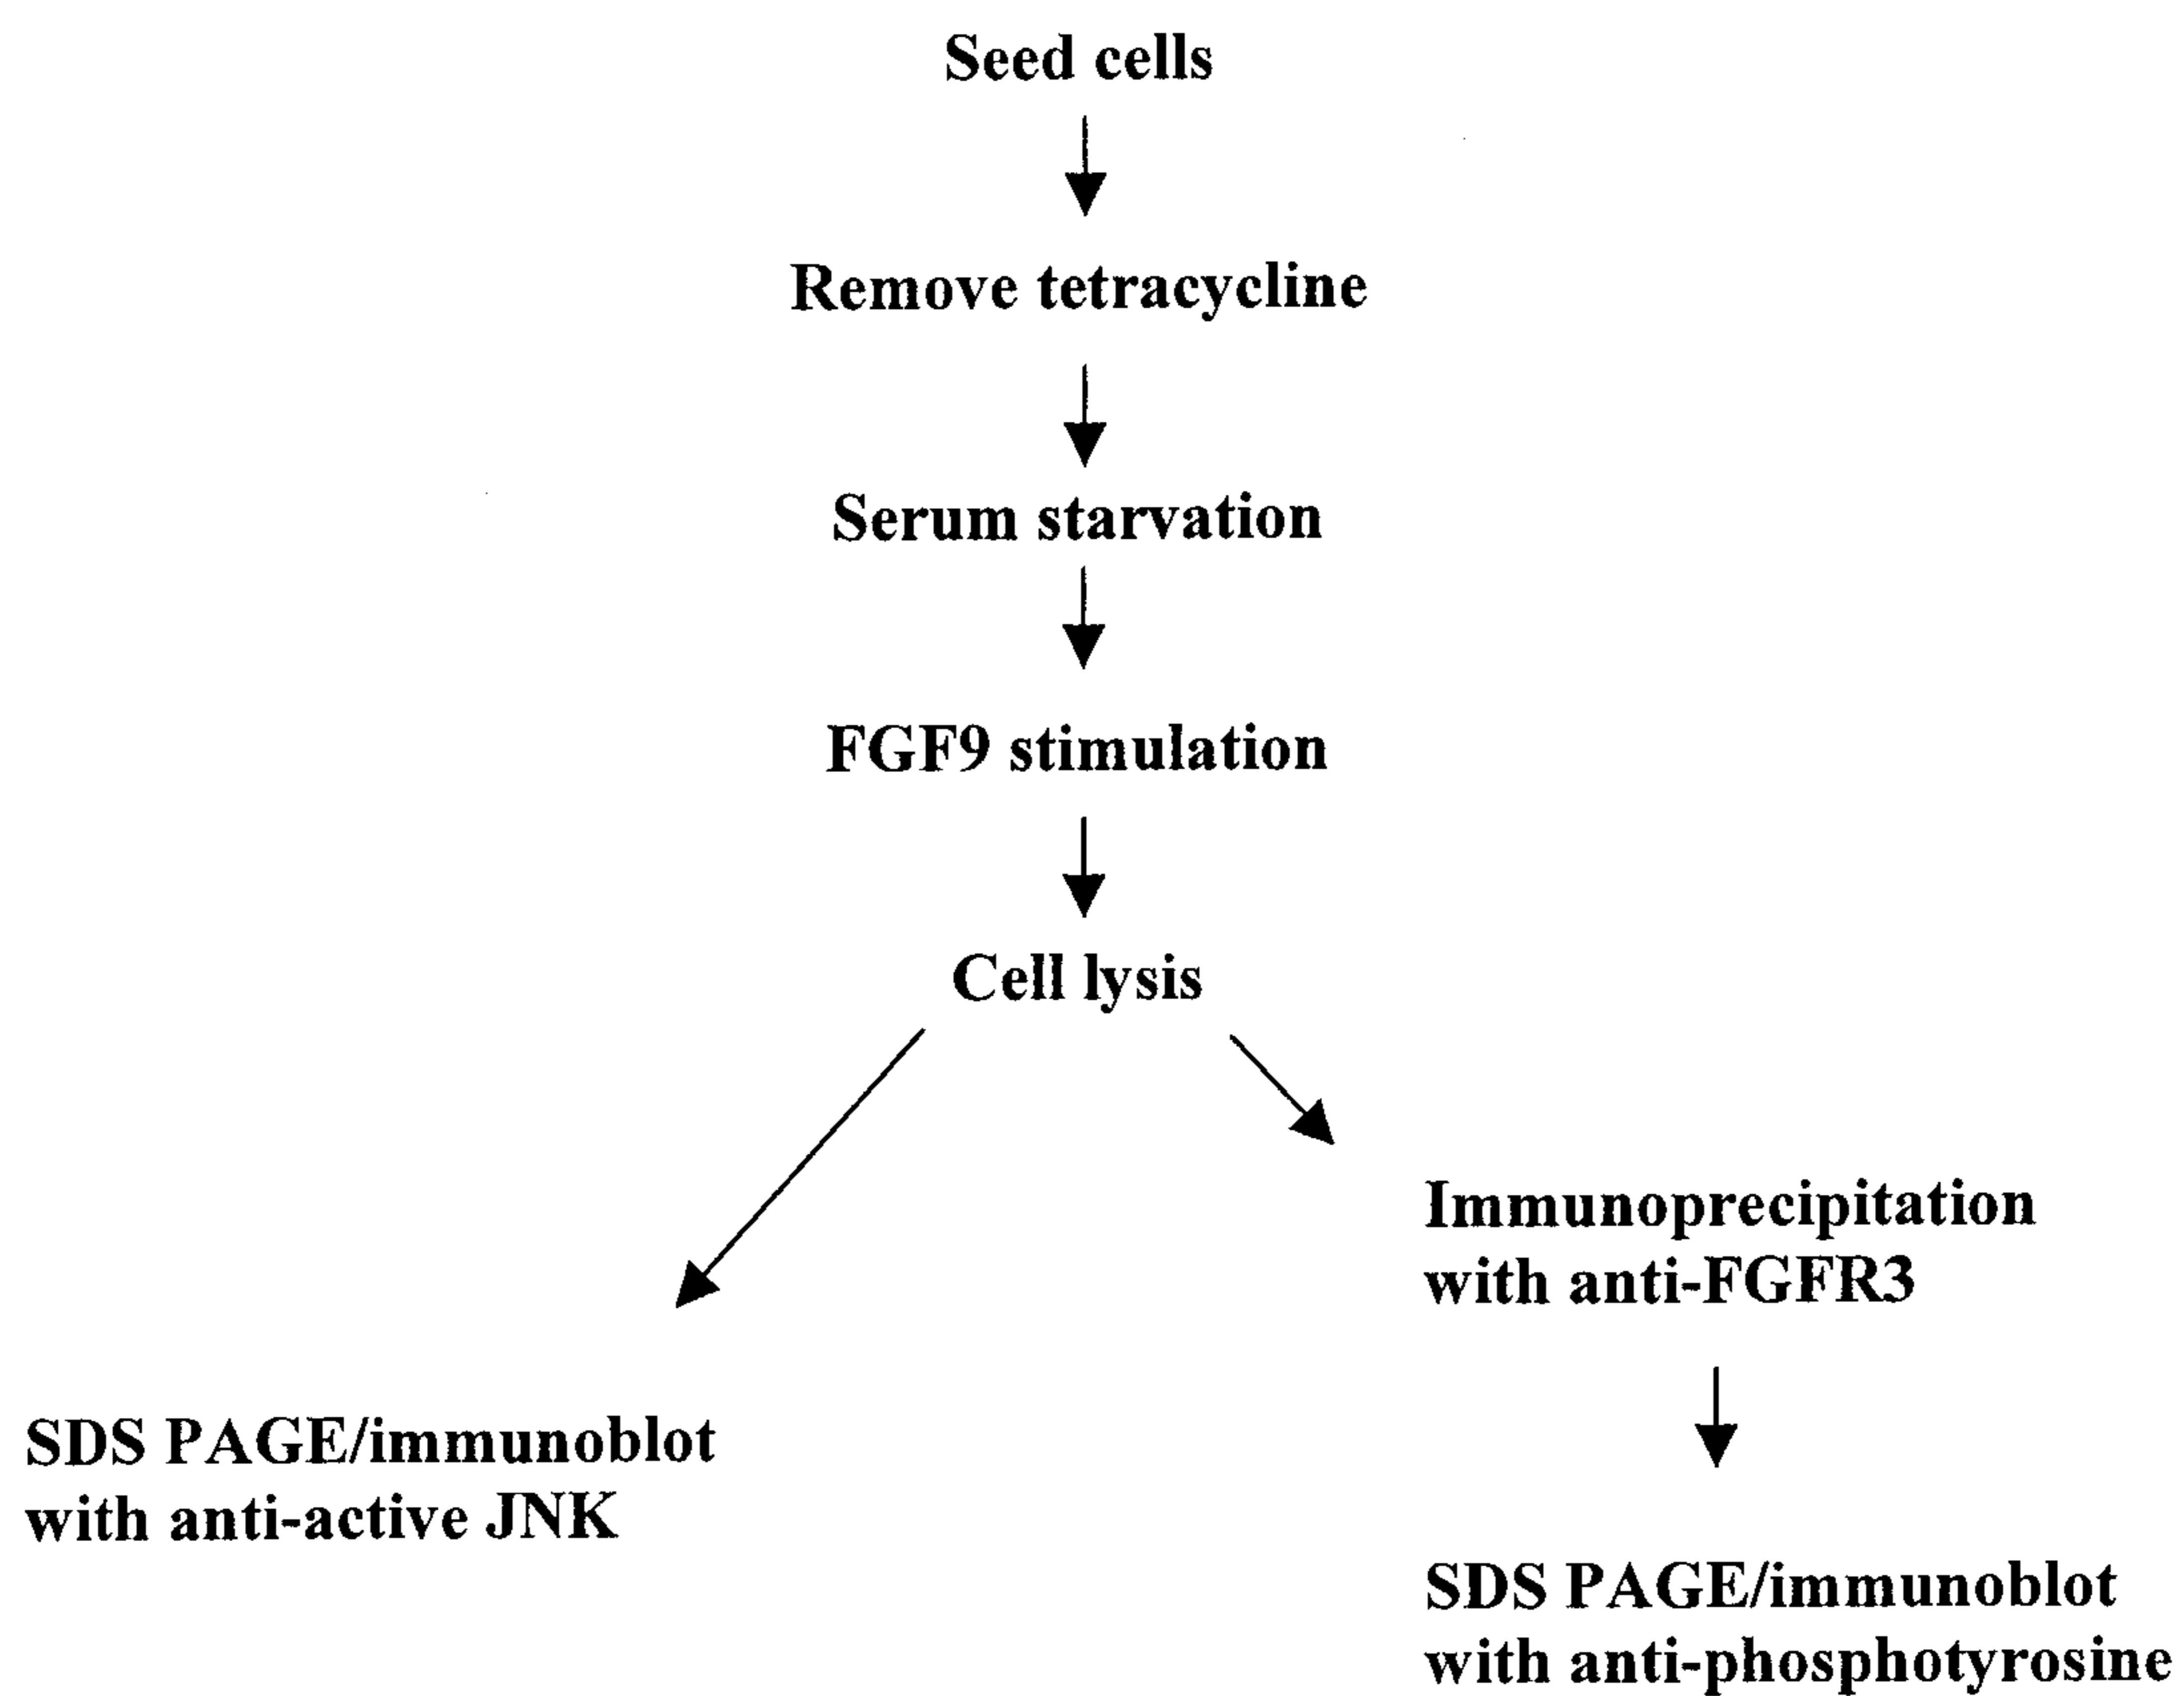 Seed cells
Remove tetracycline
Serum starvation
FGF9 stimulation
Cell lysis
Immunoprecipitation
with anti-FGFR3
SDS PAGE/immunoblot
with anti-active JNK
SDS PAGE/immunoblot
with anti-phosphotyrosine